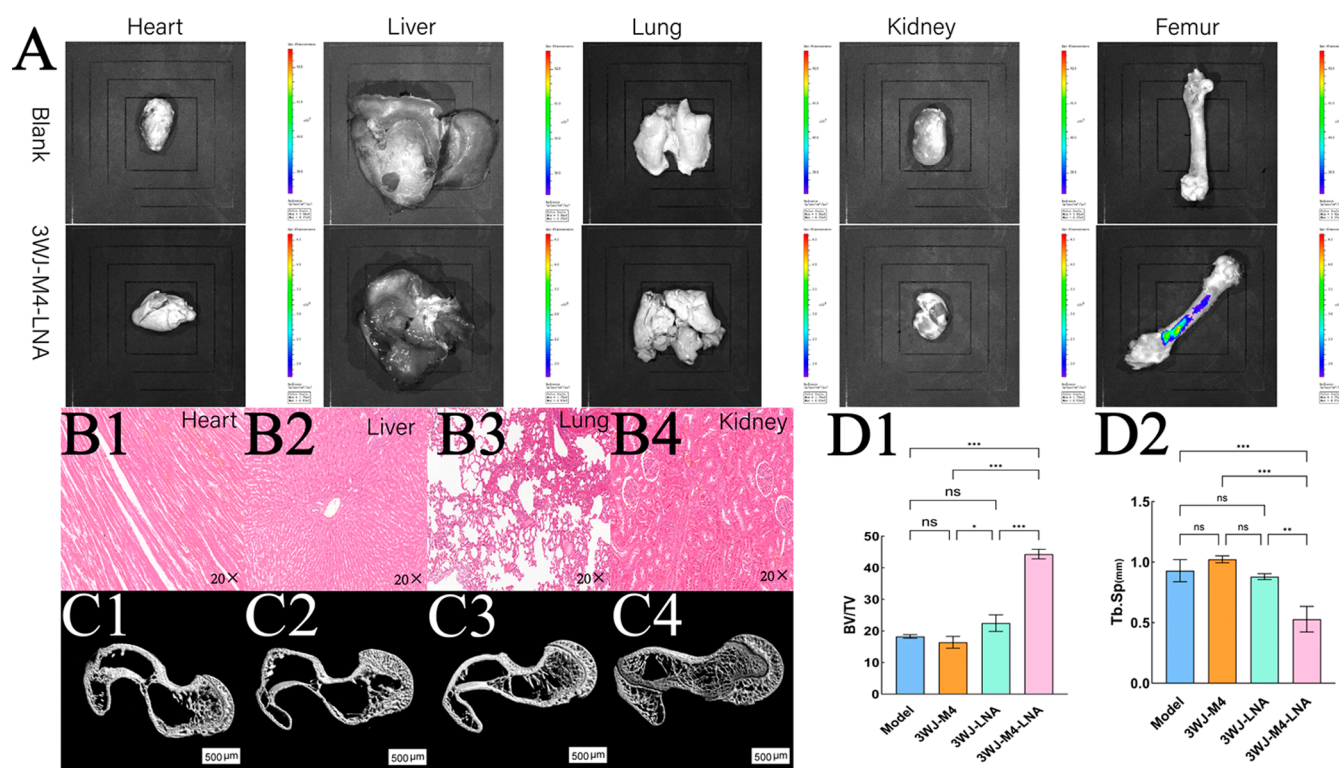 Heart
Liver
Lung
Kidney
Femur
A
Blank
3WJ-M4-LNA
B1
Heart
20×
B2
Liver
20×
B3
Lung
20×
B4
Kidney
20×
C1
500 μm
C2
500 μm
C3
500 μm
C4
500 μm
D1
***
***
ns
ns
*
***
BV/TV
50
40
30
20
10
0
Model
3WJ-M4
3WJ-LNA
3WJ-M4-LNA
D2
***
***
ns
ns
ns
**
Tb.Sp(mm)
1.5
1.0
0.5
0.0
Model
3WJ-M4
3WJ-LNA
3WJ-M4-LNA